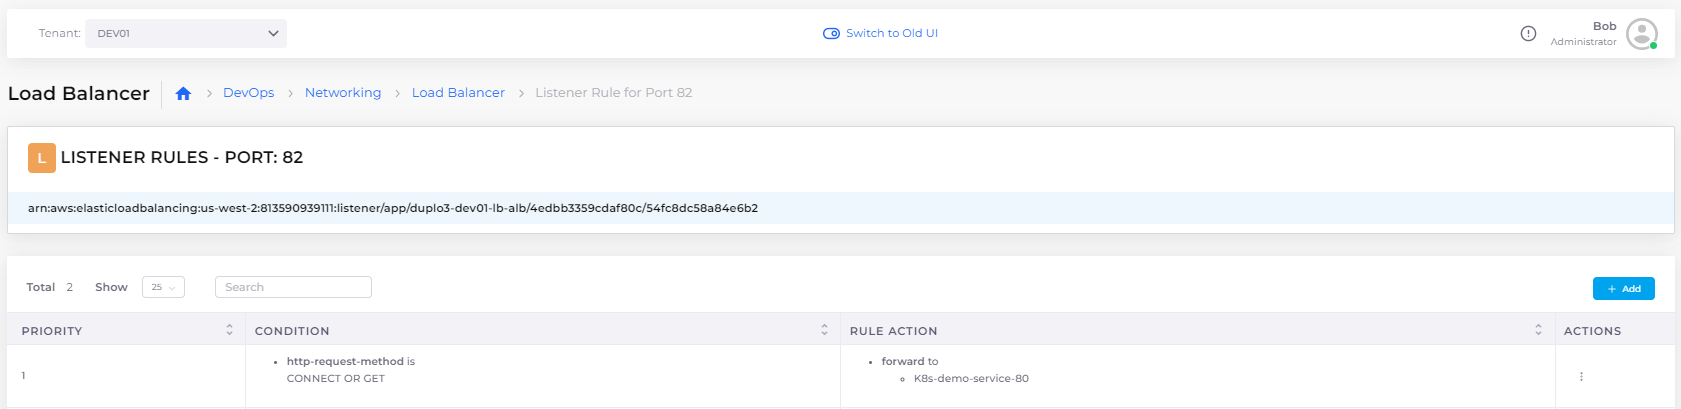 Tenant: DEV01
Switch to Old UI
Bob
Administrator
Load Balancer
DevOps > Networking > Load Balancer > Listener Rule for Port 82
L LISTENER RULES - PORT: 82
arn:aws:elasticloadbalancing:us-west-2:813590939111:listener/app/duplo3-dev01-lb-alb/4edbb3359cdaf80c/54fc8dc58a84e6b2
Total 2 Show 25 Search + Add
PRIORITY CONDITION RULE ACTION ACTIONS
1
http-request-method is
CONNECT OR GET
forward to
K8s-demo-service-80